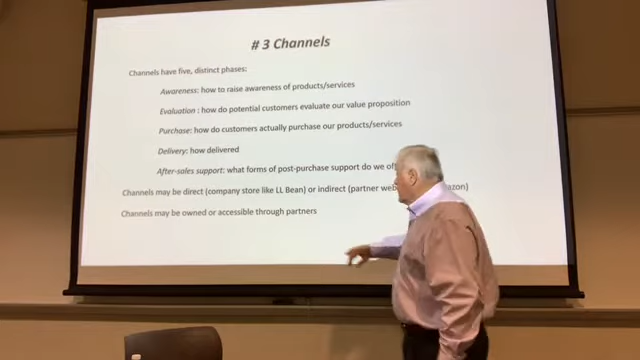 # 3 Channels
Channels have five, distinct phases:
Awareness: how to raise awareness of products/services
Evaluation : how do potential customers evaluate our value proposition
Purchase: how do customers actually purchase our products/services
Delivery: how delivered
After-sales support: what forms of post-purchase support do we
Channels may be direct (company store like LL Bean) or indirect (partner
Channels may be owned or accessible through partners